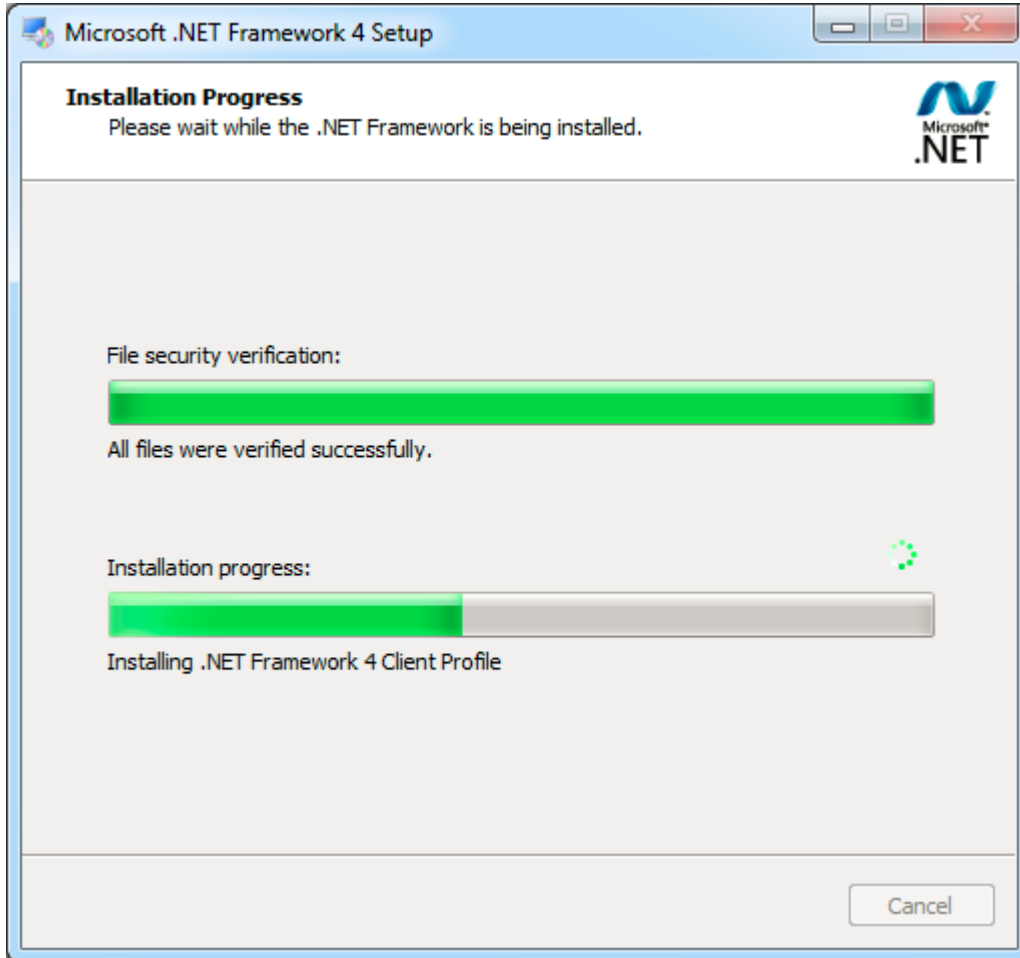 Microsoft .NET Framework 4 Setup
Installation Progress
Please wait while the .NET Framework is being installed.
Microsoft®
.NET
File security verification:
All files were verified successfully.
Installation progress:
Installing .NET Framework 4 Client Profile
Cancel